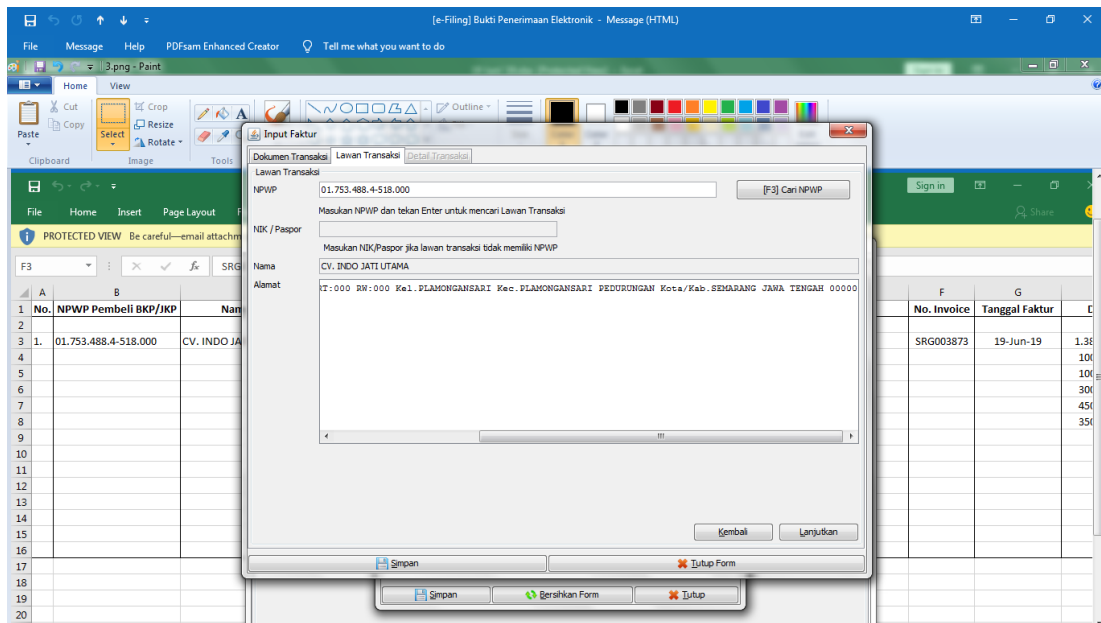 [e-Filing] Bukti Penerimaan Elektronik - Message (HTML)
File Message Help PDFsam Enhanced Creator Tell me what you want to do
3.png - Paint
Home View
Paste Cut Copy Select Crop Resize Rotate Outline
Clipboard Image Tools
Input Faktur
Dokumen Transaksi Lawan Transaksi Detail Transaksi
Lawan Transaksi
NPWP 01.753.488.4-518.000 [F3] Cari NPWP
Masukan NPWP dan tekan Enter untuk mencari Lawan Transaksi
NIK / Paspor
Masukan NIK/Paspor jika lawan transaksi tidak memiliki NPWP
Nama CV. INDO JATI UTAMA
Alamat RT:000 RW:000 Kel.PLAMONGANSARI Kec.PLAMONGANSARI PEDURUNGAN Kota/Kab.SEMARANG JAWA TENGAH 00000
Kembali Lanjutkan
Simpan Tutup Form
Simpan Bersihkan Form Tutup
Sign in
File Home Insert Page Layout F Share
PROTECTED VIEW Be careful—email attachm
F3 fx SRG
A B F G
1 No. NPWP Pembeli BKP/JKP Nam No. Invoice Tanggal Faktur D
2
3 1. 01.753.488.4-518.000 CV. INDO JA SRG003873 19-Jun-19 1.38
4 100
5 100
6 300
7 450
8 350
9
10
11
12
13
14
15
16
17
18
19
20